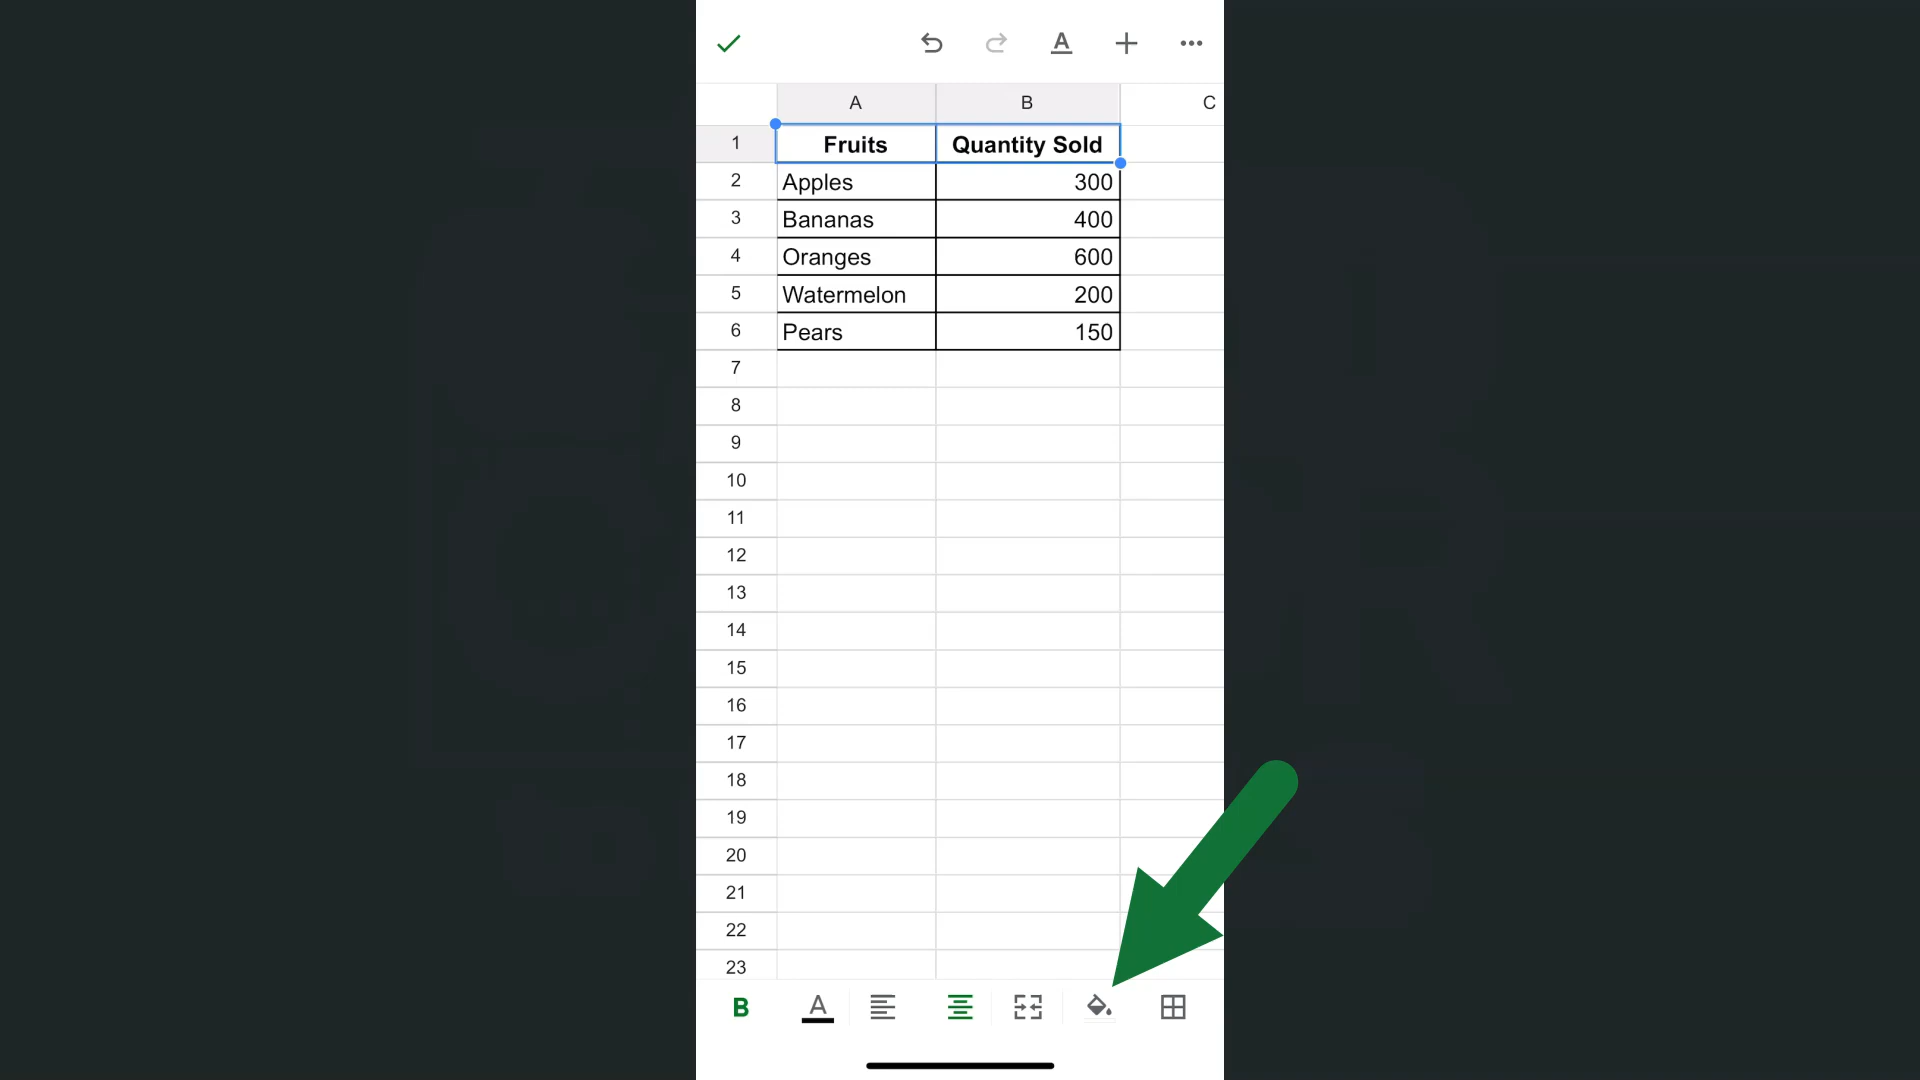 A
A B C
1 Fruits Quantity Sold
2 Apples 300
3 Bananas 400
4 Oranges 600
5 Watermelon 200
6 Pears 150
7
8
9
10
11
12
13
14
15
16
17
18
19
20
21
22
23
B A